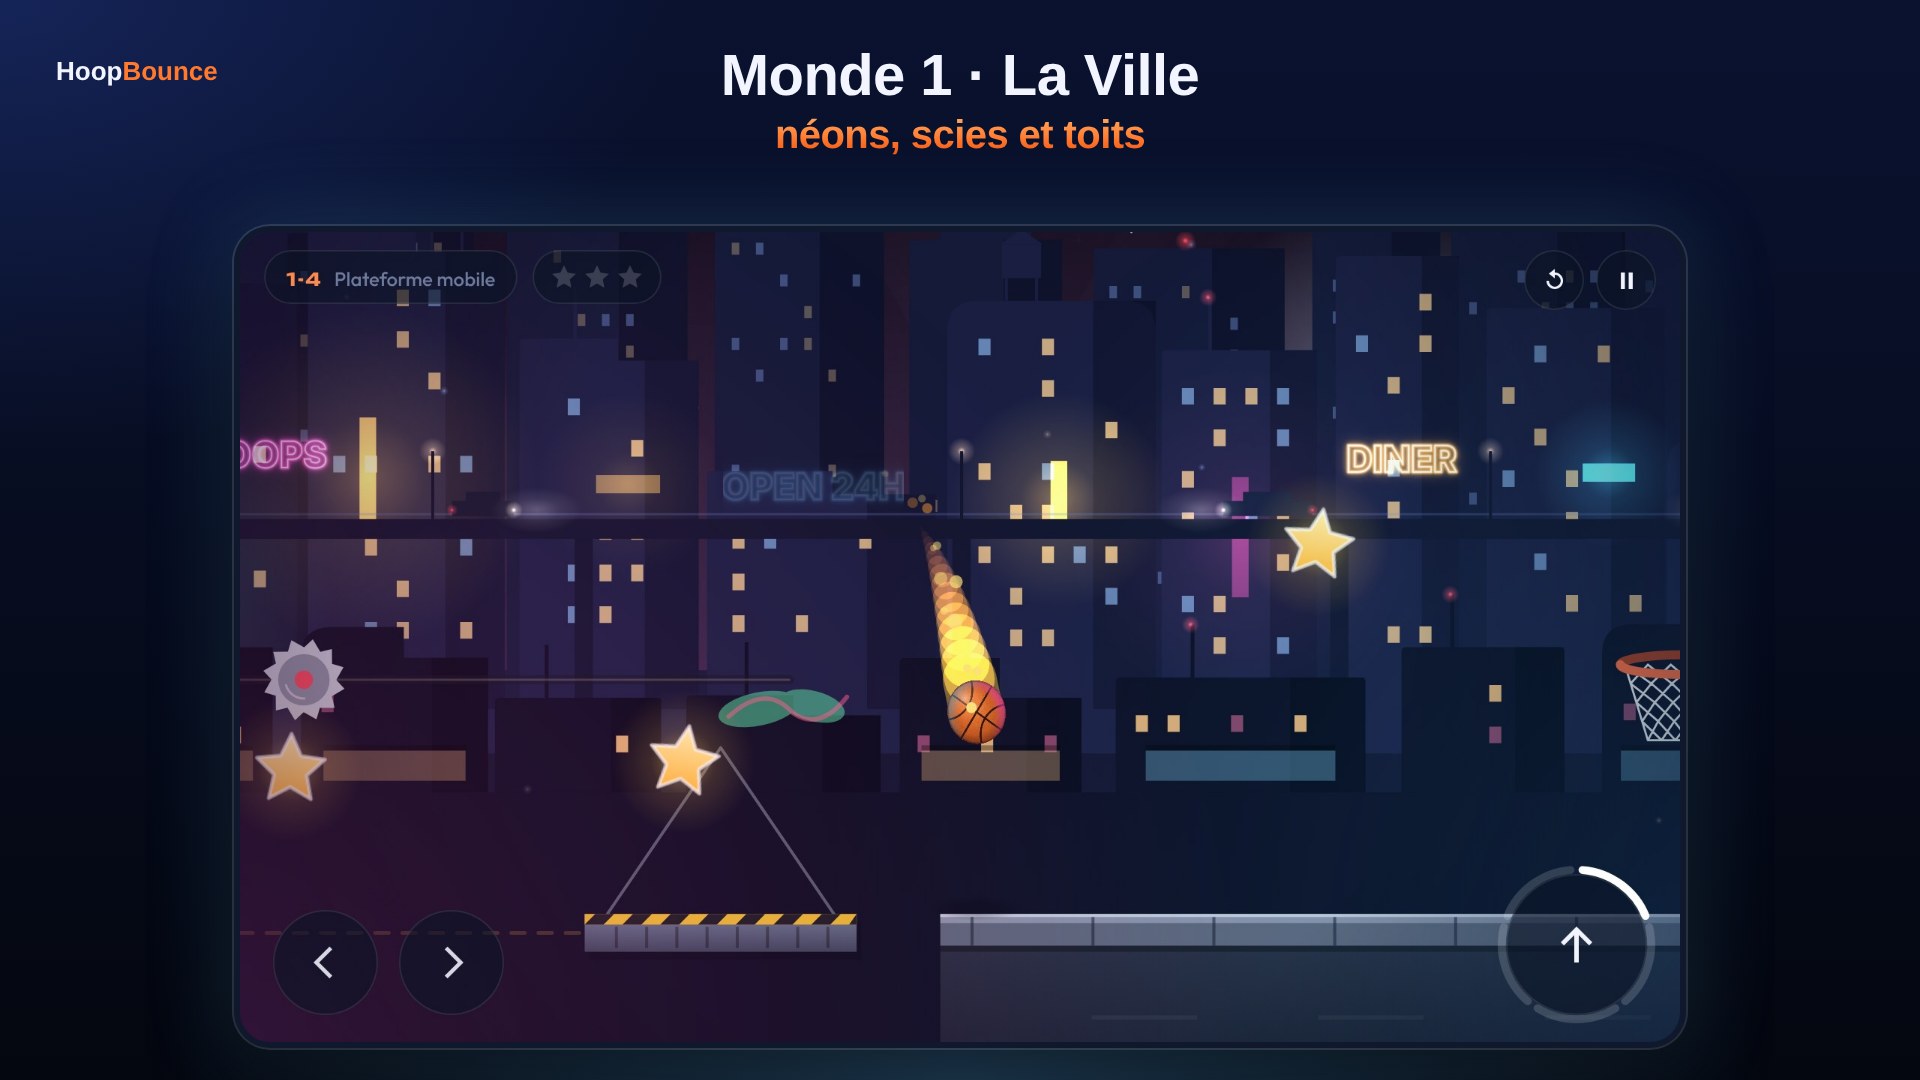 HoopBounce
Monde 1 · La Ville
néons, scies et toits
1-4 Plateforme mobile
OOPS
OPEN 24H
DINER